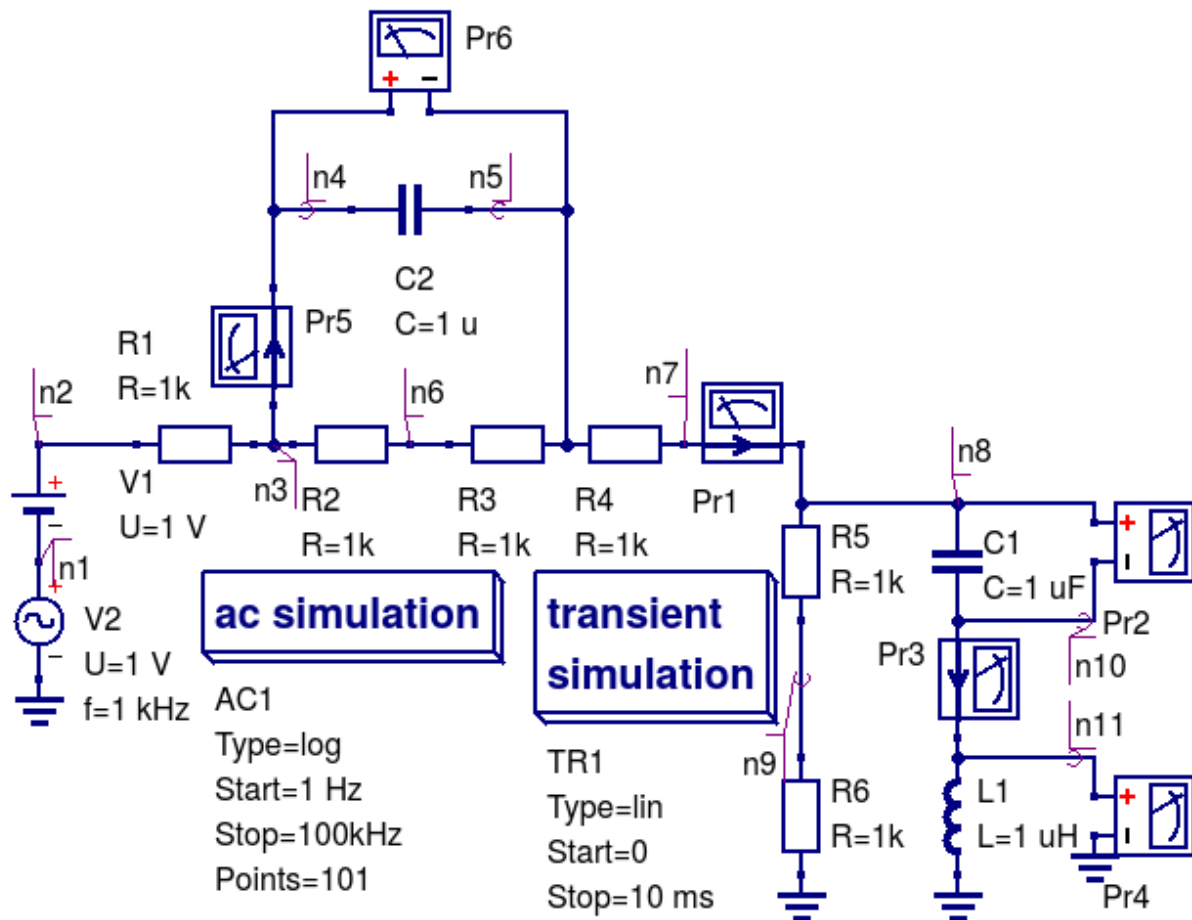 Pr6
n4
n5
C2
C=1 u
Pr5
R1
R=1k
n2
n6
n7
n3
V1
U=1 V
R2
R=1k
R3
R=1k
R4
R=1k
Pr1
n8
n1
V2
U=1 V
f=1 kHz
ac simulation
AC1
Type=log
Start=1 Hz
Stop=100kHz
Points=101
transient
simulation
TR1
Type=lin
Start=0
Stop=10 ms
R5
R=1k
C1
C=1 uF
Pr2
Pr3
n10
n11
n9
R6
R=1k
L1
L=1 uH
Pr4